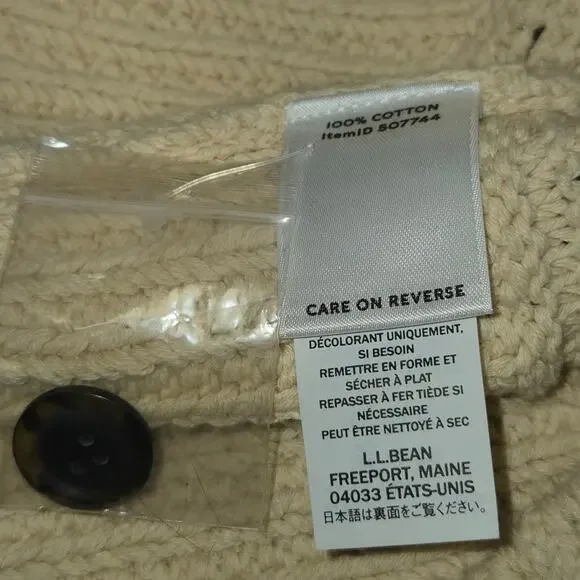 100% COTTON
ItemID 507744
CARE ON REVERSE
DÉCOLORANT UNIQUEMENT,
SI BESOIN
REMETTRE EN FORME ET
SÉCHER À PLAT
REPASSER À FER TIÈDE SI
NÉCESSAIRE
PEUT ÊTRE NETTOYÉ À SEC
L.L.BEAN
FREEPORT, MAINE
04033 ÉTATS-UNIS
日本語は裏面をご覧ください。